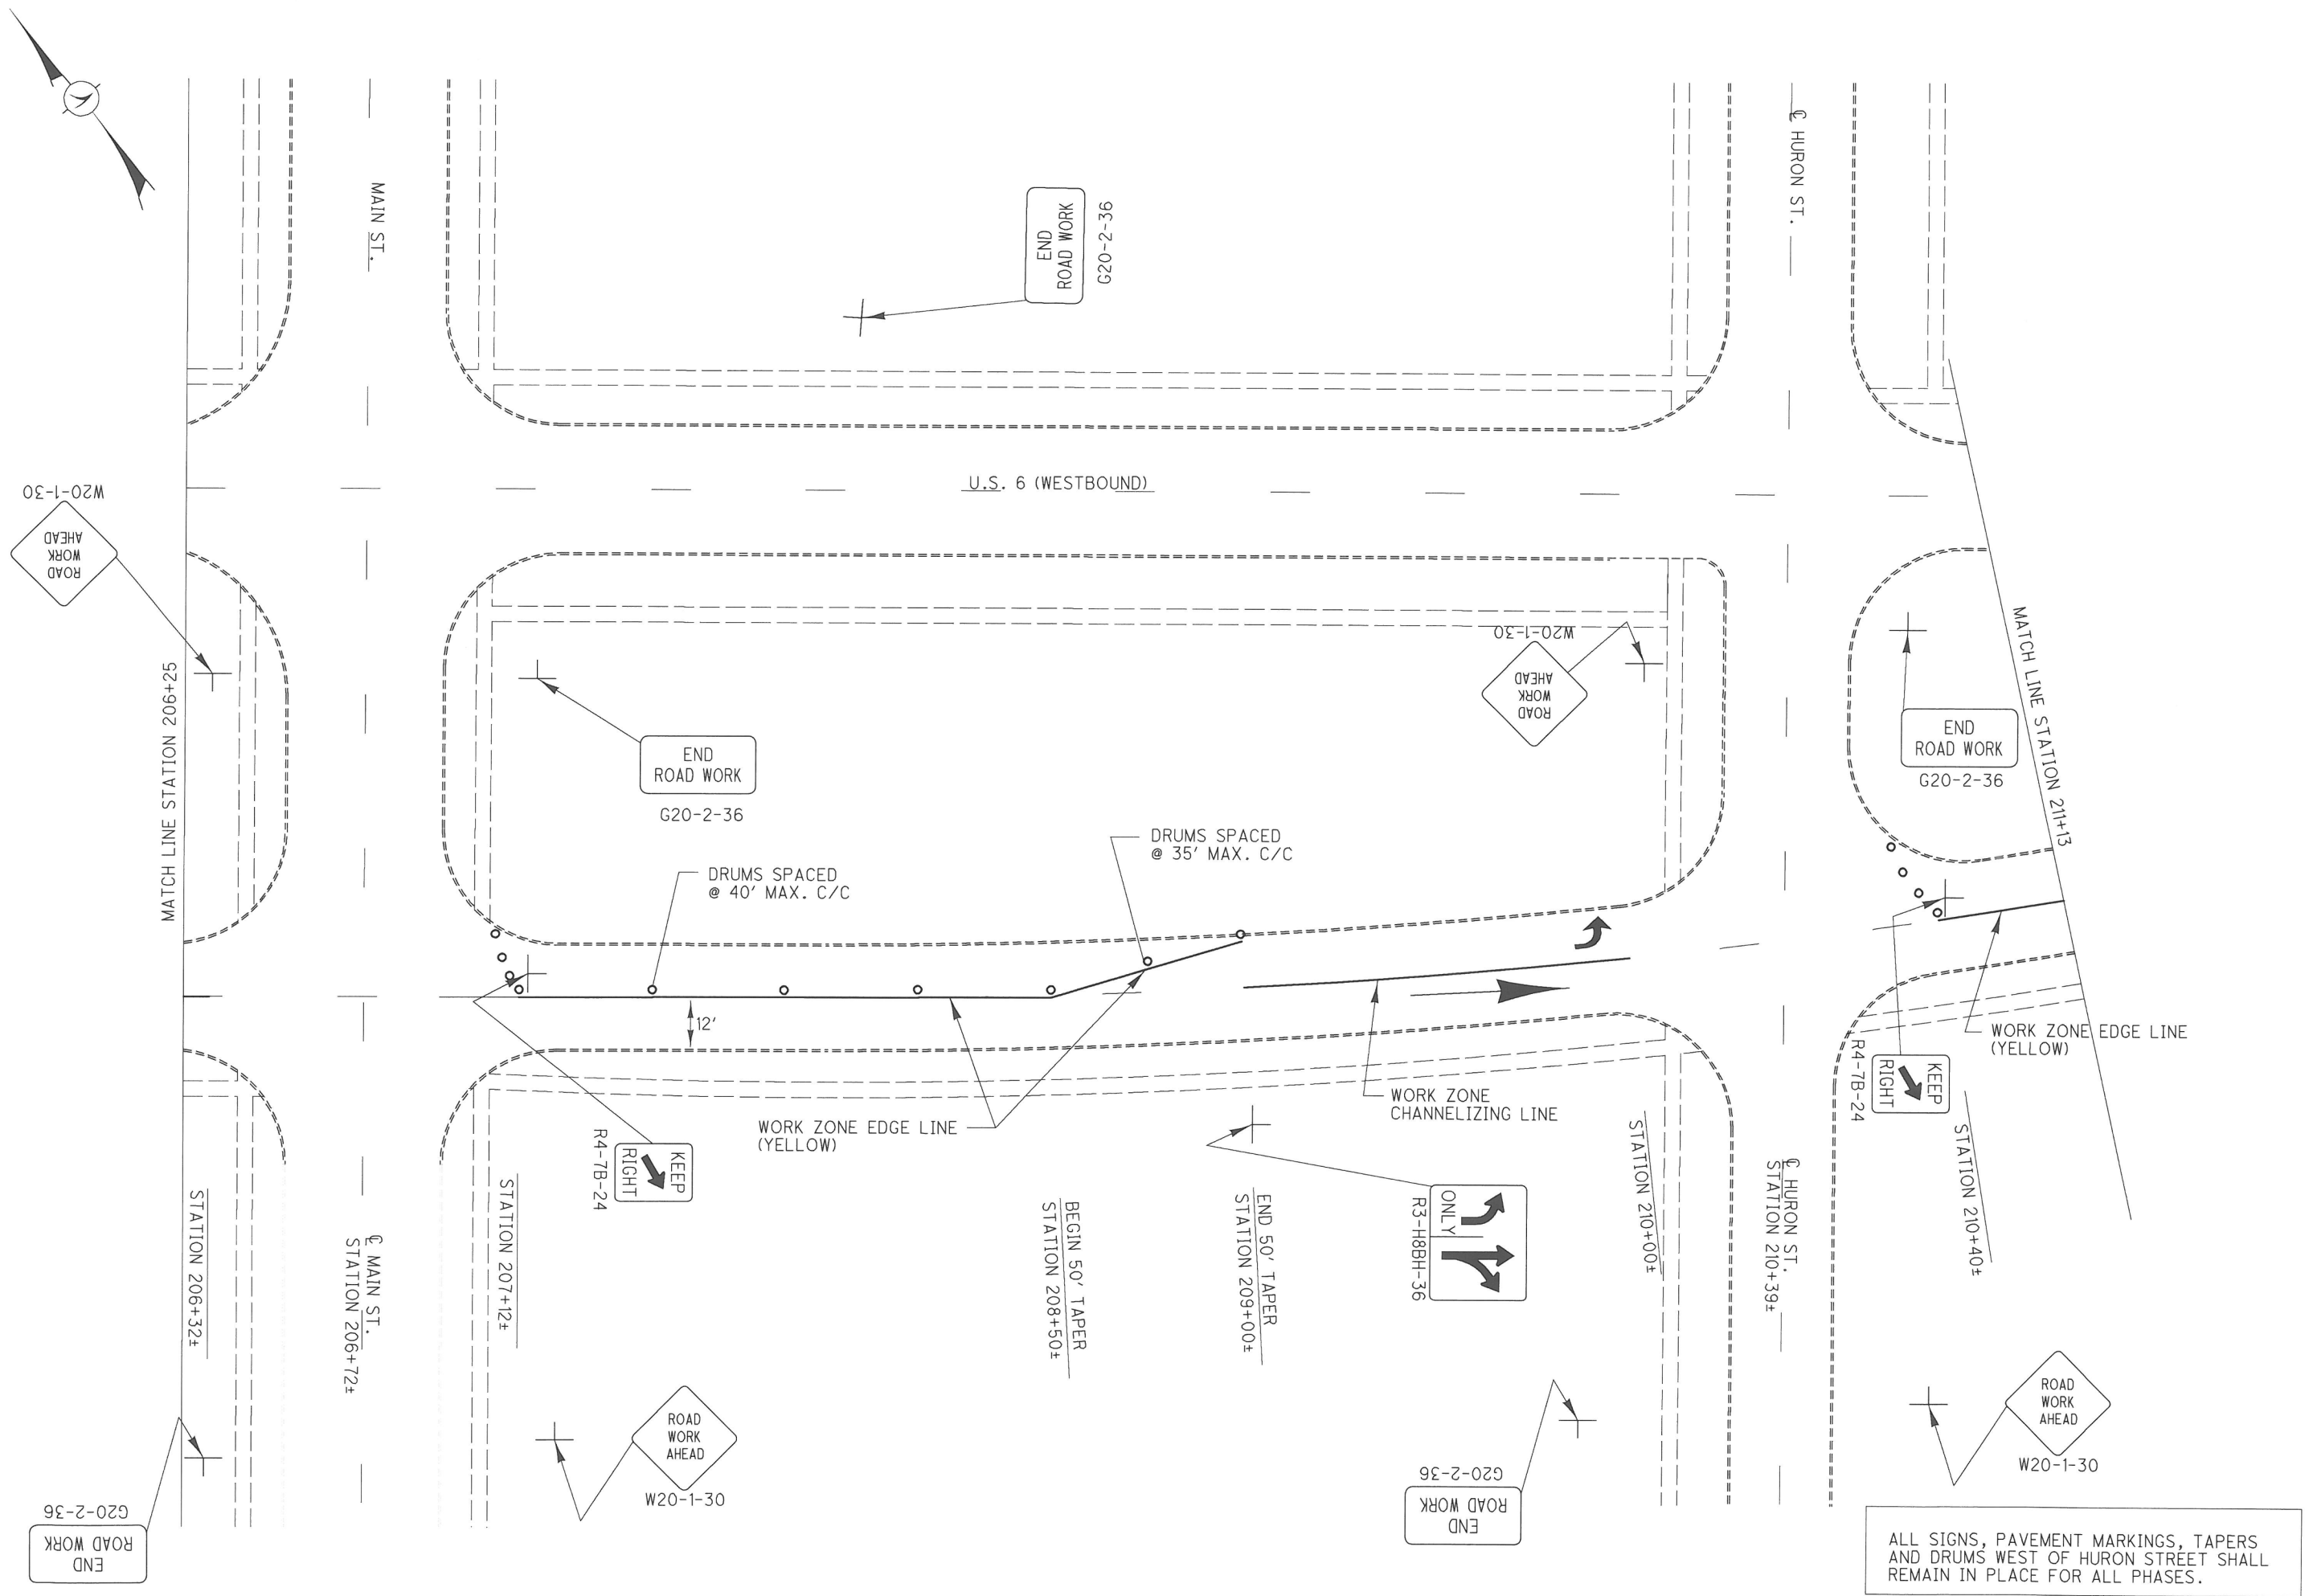 MAIN ST.
℄ HURON ST.
END
ROAD WORK
G20-2-36
U.S. 6 (WESTBOUND)
W20-1-30
ROAD
WORK
AHEAD
MATCH LINE STATION 206+25
END
ROAD WORK
G20-2-36
W20-1-30
ROAD
WORK
AHEAD
END
ROAD WORK
G20-2-36
MATCH LINE STATION 211+13
DRUMS SPACED
@ 40' MAX. C/C
DRUMS SPACED
@ 35' MAX. C/C
12'
WORK ZONE EDGE LINE
(YELLOW)
WORK ZONE
CHANNELIZING LINE
WORK ZONE EDGE LINE
(YELLOW)
KEEP
RIGHT
R4-7B-24
KEEP
RIGHT
R4-7B-24
ONLY
R3-H8BH-36
STATION 206+32±
℄ MAIN ST.
STATION 206+72±
STATION 207+12±
BEGIN 50' TAPER
STATION 208+50±
END 50' TAPER
STATION 209+00±
STATION 210+00±
℄ HURON ST.
STATION 210+39±
STATION 210+40±
G20-2-36
END
ROAD WORK
ROAD
WORK
AHEAD
W20-1-30
G20-2-36
END
ROAD WORK
ROAD
WORK
AHEAD
W20-1-30
ALL SIGNS, PAVEMENT MARKINGS, TAPERS
AND DRUMS WEST OF HURON STREET SHALL
REMAIN IN PLACE FOR ALL PHASES.